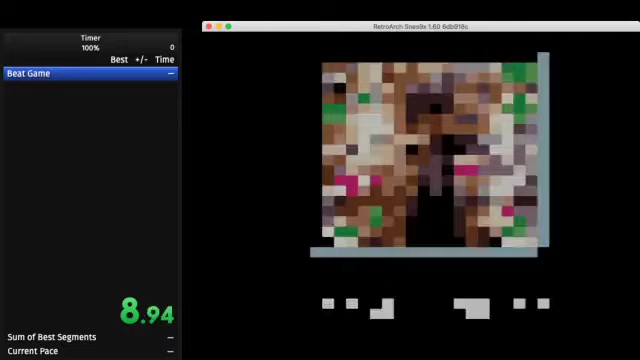 RetroArch Snes9x 1.60 6db918c
Timer
100% 0
Best +/- Time
Beat Game —
8.94
Sum of Best Segments —
Current Pace —